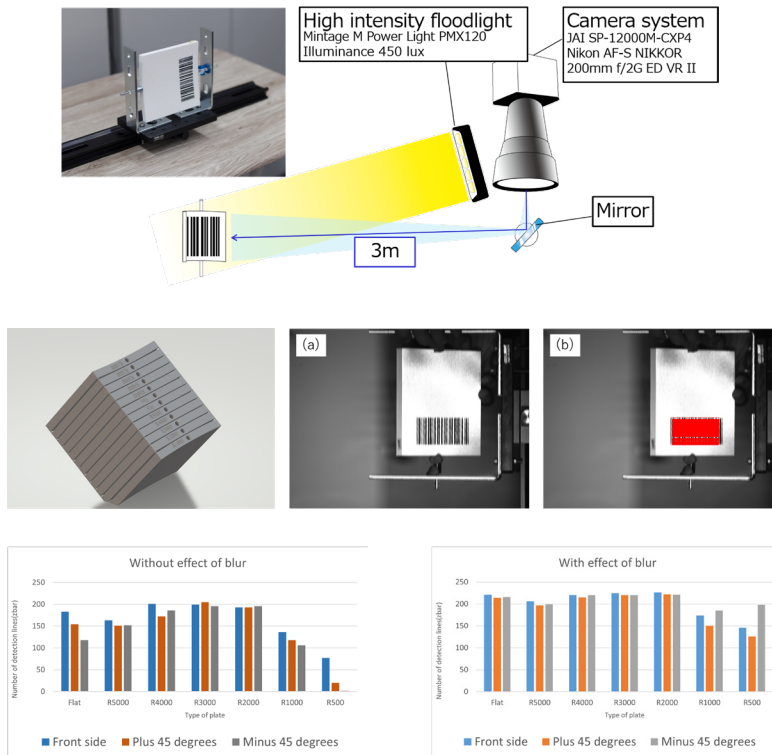 High intensity floodlight
Mintage M Power Light PMX120
Illuminance 450 lux
Camera system
JAI SP-12000M-CXP4
Nikon AF-S NIKKOR
200mm f/2G ED VR II
Mirror
3m
(a)
(b)
Without effect of blur
Number of detection lines(zbar)
250
200
150
100
50
0
Flat R5000 R4000 R3000 R2000 R1000 R500
Type of plate
Front side Plus 45 degrees Minus 45 degrees
With effect of blur
Number of detection lines(zbar)
250
200
150
100
50
0
Flat R5000 R4000 R3000 R2000 R1000 R500
Type of plate
Front side Plus 45 degrees Minus 45 degrees